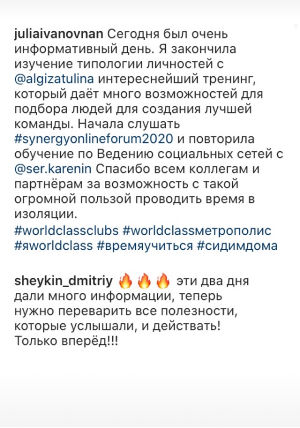 juliaivanovnan Сегодня был очень
информативный день. Я закончила
изучение типологии личностей с
@algizatulina интереснейший тренинг,
который даёт много возможностей для
подбора людей для создания лучшей
команды. Начала слушать
#synergyonlineforum2020 и повторила
обучение по Ведению социальных сетей с
@ser.karenin Спасибо всем коллегам и
партнёрам за возможность с такой
огромной пользой проводить время в
изоляции.
#worldclassclubs #worldclassметрополис
#яworldclass #времяучиться #сидимдома
sheykin_dmitriy 🔥🔥🔥 эти два дня
дали много информации, теперь
нужно переварить все полезности,
которые услышали, и действать!
Только вперёд!!!